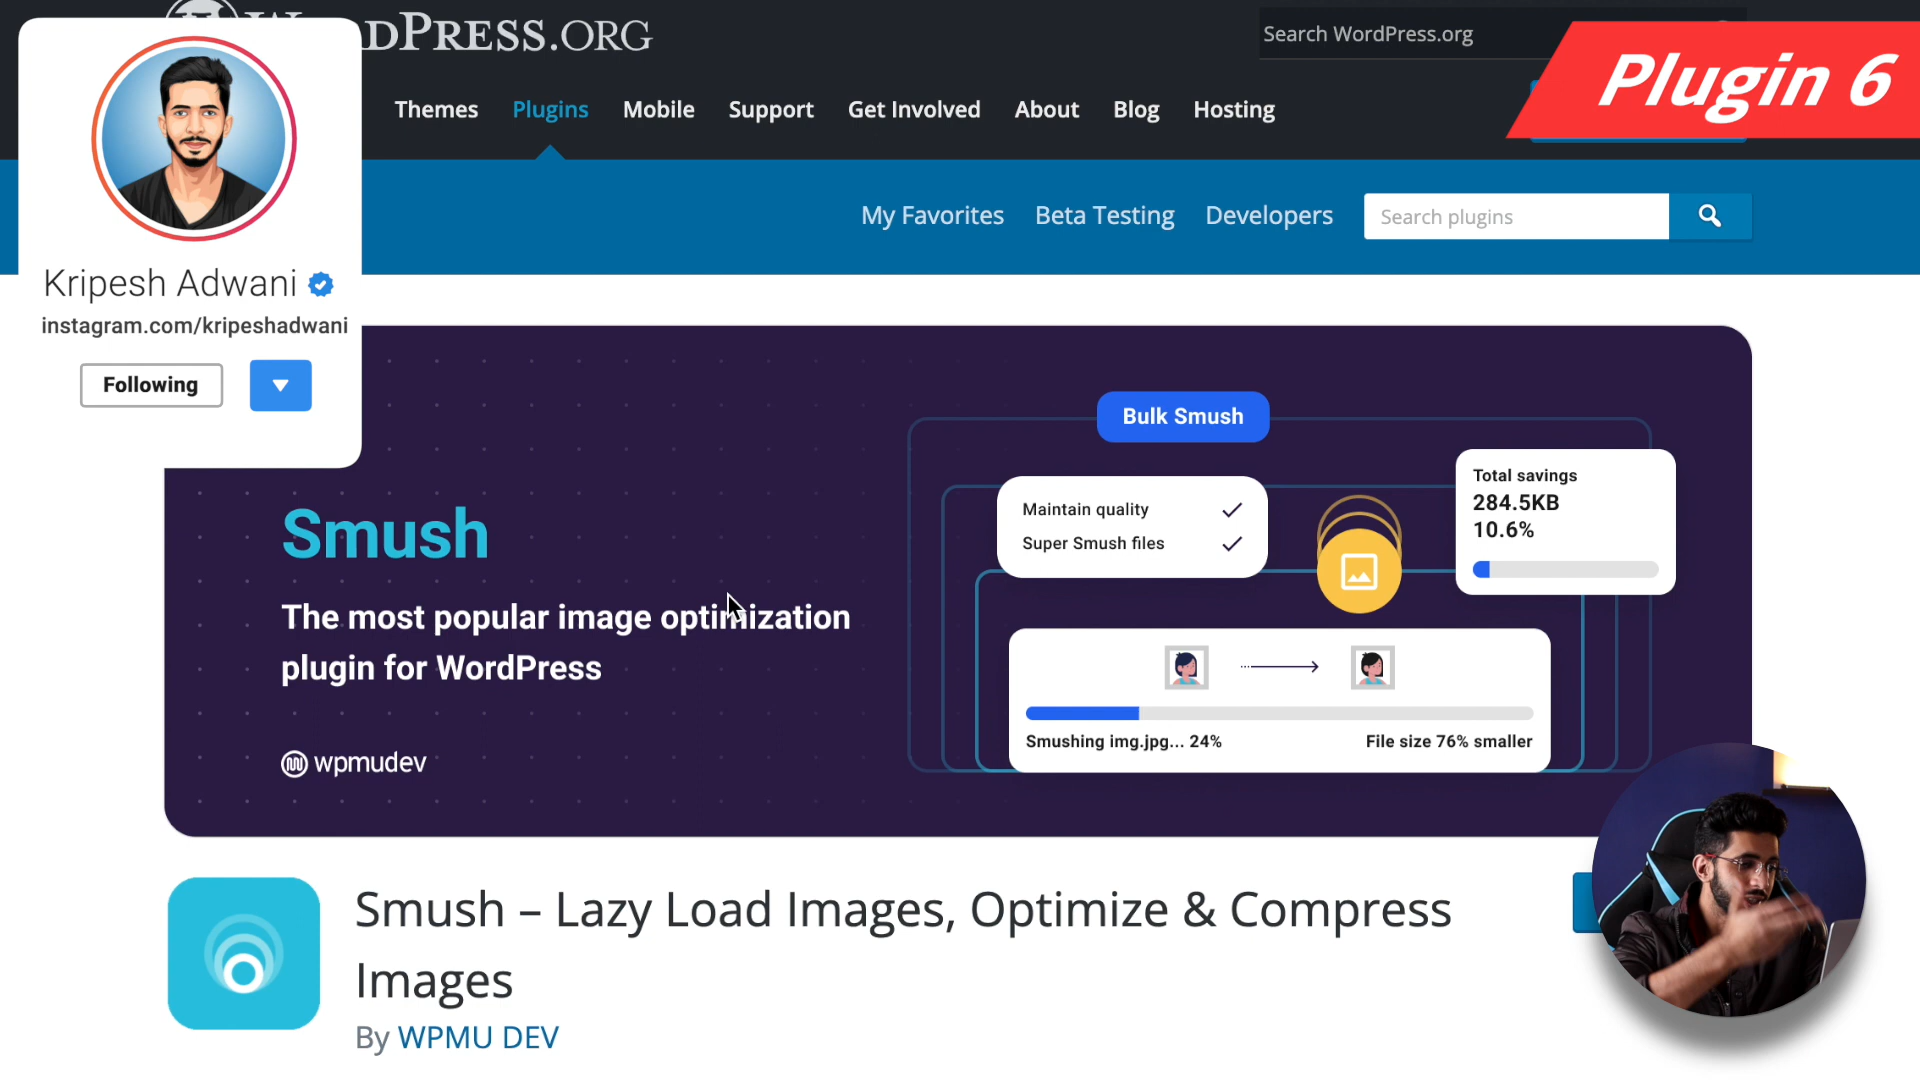 DPRESS.ORG
Search WordPress.org
Plugin 6
Themes
Plugins
Mobile
Support
Get Involved
About
Blog
Hosting
My Favorites
Beta Testing
Developers
Search plugins
Kripesh Adwani
instagram.com/kripeshadwani
Following
Bulk Smush
Maintain quality
Super Smush files
Total savings
284.5KB
10.6%
Smush
The most popular image optimization
plugin for WordPress
wpmudev
Smushing img.jpg... 24%
File size 76% smaller
Smush – Lazy Load Images, Optimize & Compress
Images
By WPMU DEV